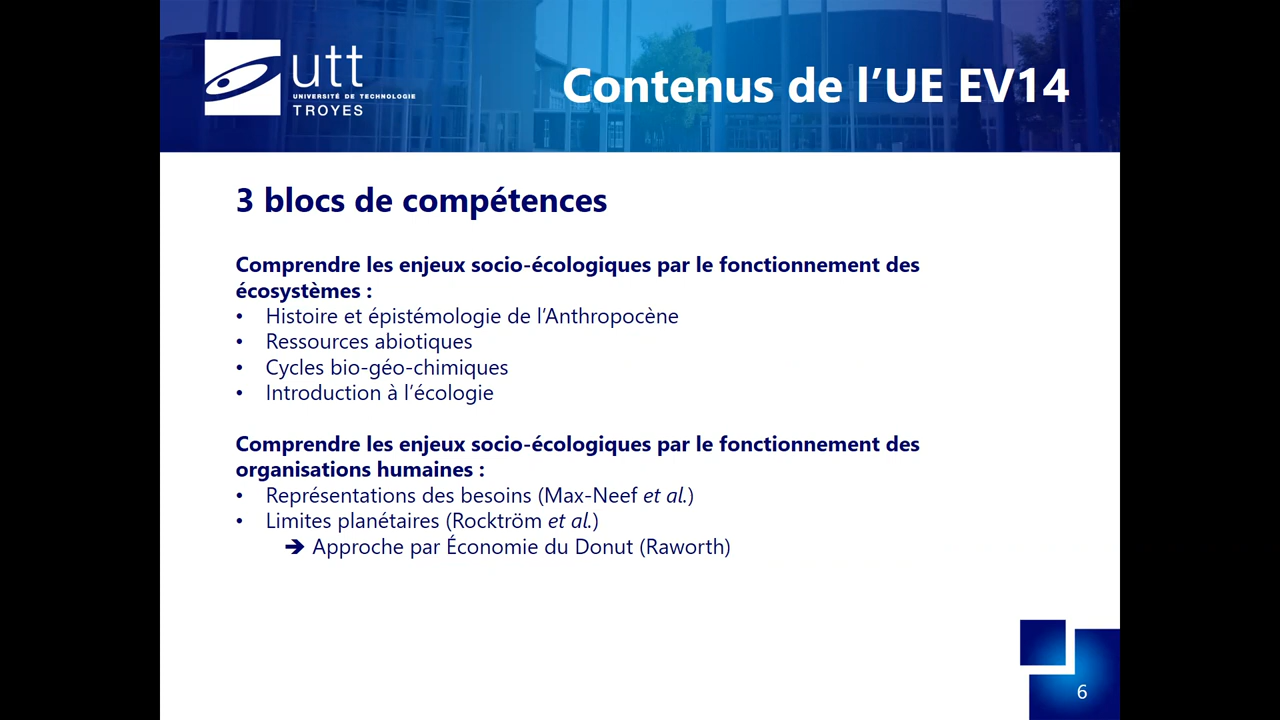 utt
UNIVERSITÉ DE TECHNOLOGIE
TROYES
Contenus de l’UE EV14
3 blocs de compétences
Comprendre les enjeux socio-écologiques par le fonctionnement des
écosystèmes :
• Histoire et épistémologie de l’Anthropocène
• Ressources abiotiques
• Cycles bio-géo-chimiques
• Introduction à l’écologie
Comprendre les enjeux socio-écologiques par le fonctionnement des
organisations humaines :
• Représentations des besoins (Max-Neef et al.)
• Limites planétaires (Rocktröm et al.)
➔ Approche par Économie du Donut (Raworth)
6